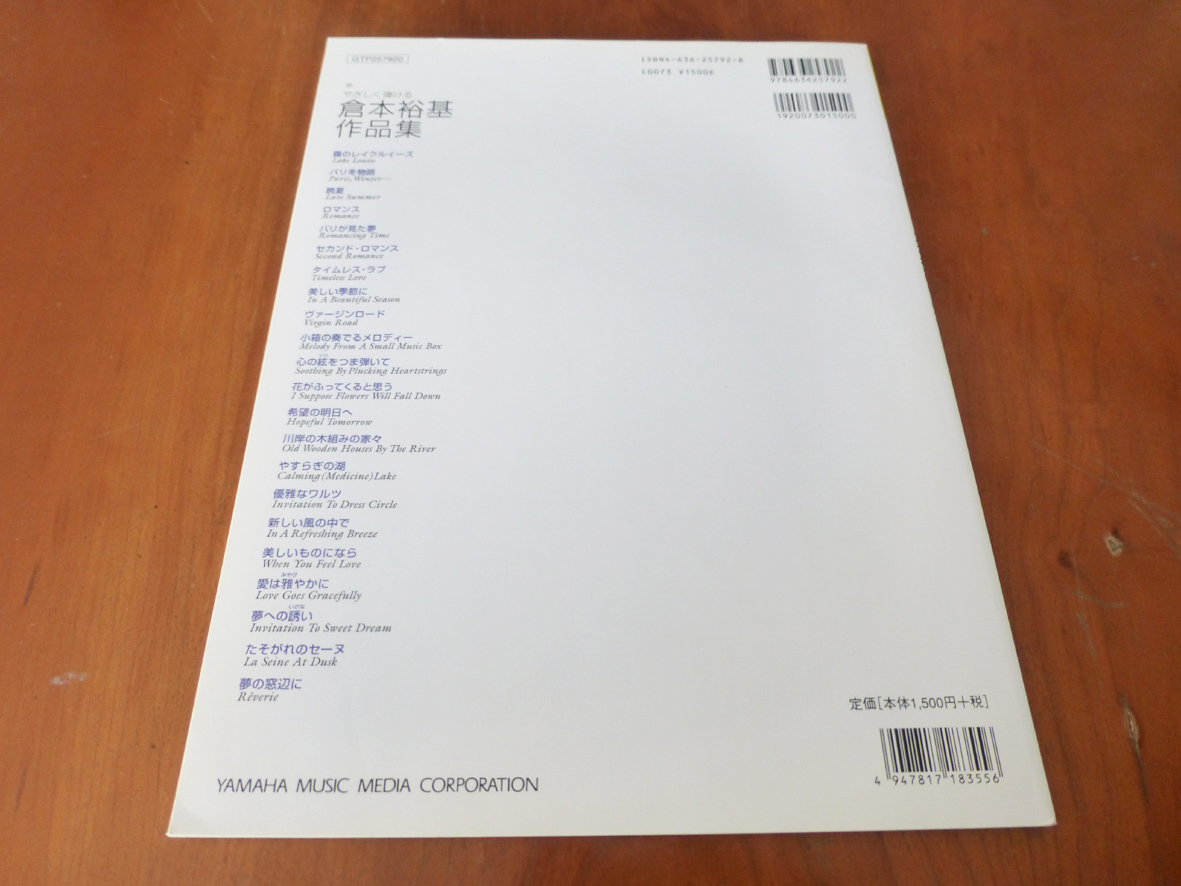 GTP257920
ISBN4-636-25792-8
C0073 ¥1500E
9784636257922
1920073015000
やさしく弾ける
倉本裕基
作品集
霧のレイクルイーズ
Lake Louise
パリ冬物語
Paris, Winter…
晩夏
Late Summer
ロマンス
Romance
パリが見た夢
Romancing Time
セカンド・ロマンス
Second Romance
タイムレス・ラブ
Timeless Love
美しい季節に
In A Beautiful Season
ヴァージンロード
Virgin Road
小箱の奏でるメロディー
Melody From A Small Music Box
心の絃をつま弾いて
Soothing By Plucking Heartstrings
花がふってくると思う
I Suppose Flowers Will Fall Down
希望の明日へ
Hopeful Tomorrow
川岸の木組みの家々
Old Wooden Houses By The River
やすらぎの湖
Calming (Medicine) Lake
優雅なワルツ
Invitation To Dress Circle
新しい風の中で
In A Refreshing Breeze
美しいものになら
When You Feel Love
みやび
愛は雅やかに
Love Goes Gracefully
いざな
夢への誘い
Invitation To Sweet Dream
たそがれのセーヌ
La Seine At Dusk
夢の窓辺に
Rêverie
定価[本体1,500円+税]
4 947817 183556
YAMAHA MUSIC MEDIA CORPORATION